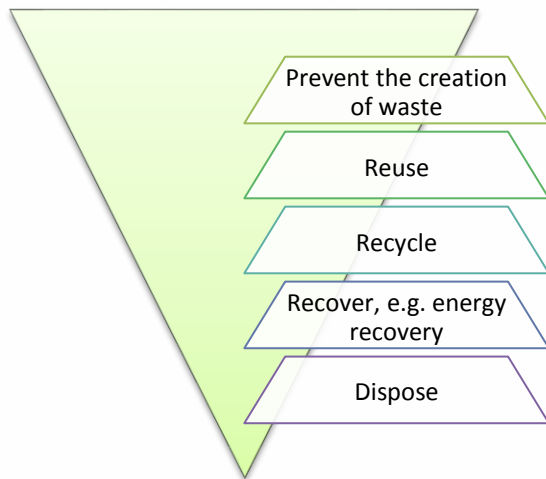 Prevent the creation
of waste
Reuse
Recycle
Recover, e.g. energy
recovery
Dispose